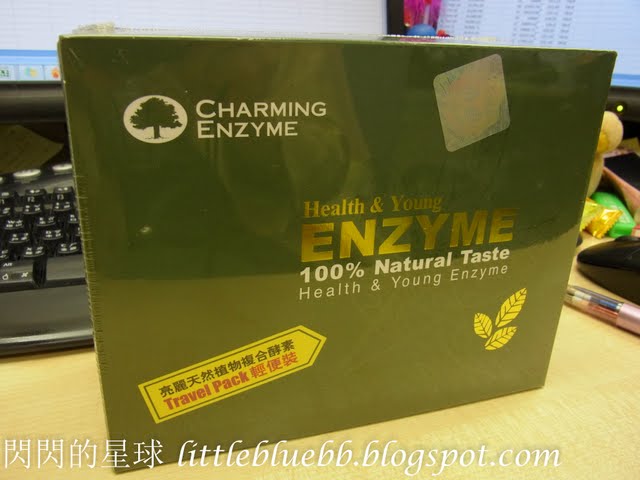 CHARMING
ENZYME
Health & Young
ENZYME
100% Natural Taste
Health & Young Enzyme
亮麗天然植物複合酵素
Travel Pack 輕便裝
閃閃的星球 littlebluebb.blogspot.com